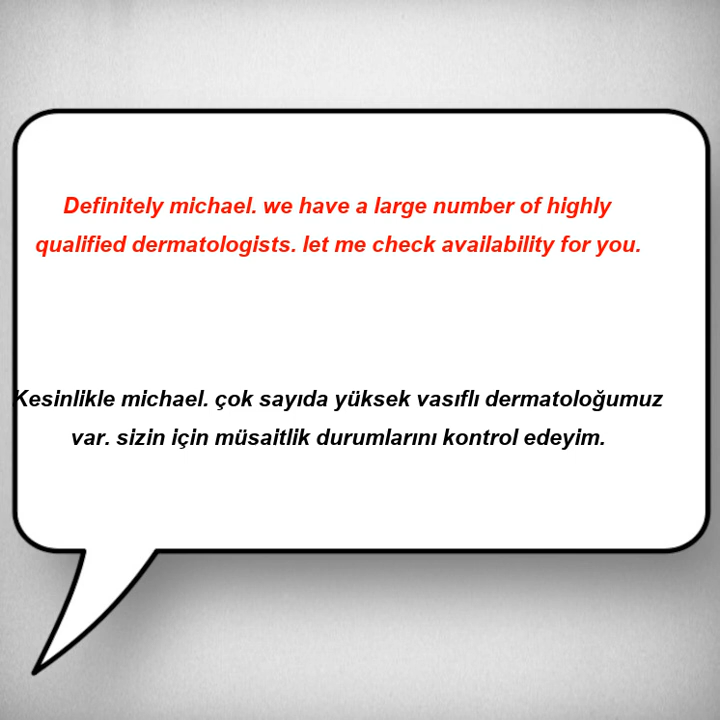 Definitely michael. we have a large number of highly
qualified dermatologists. let me check availability for you.
Kesinlikle michael. çok sayıda yüksek vasıflı dermatoloğumuz
var. sizin için müsaitlik durumlarını kontrol edeyim.